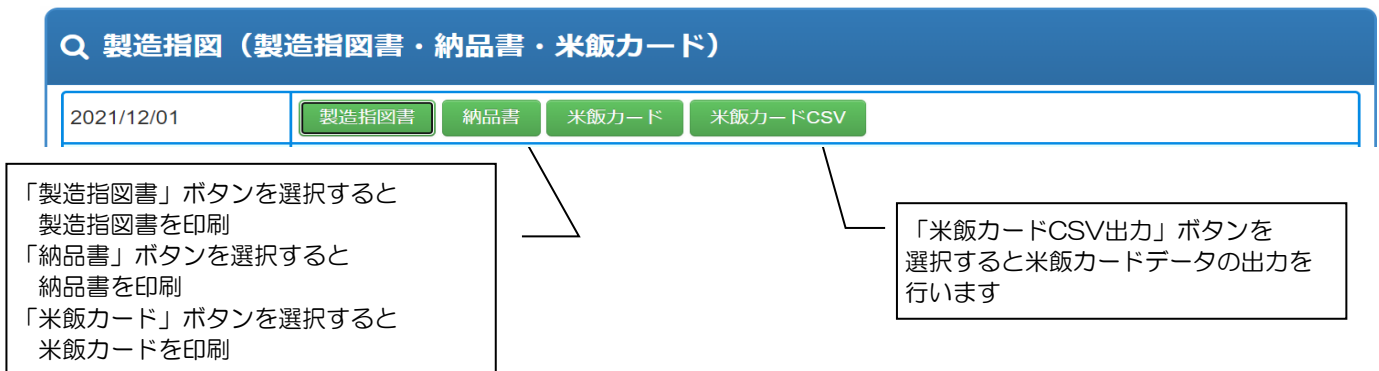 製造指図（製造指図書・納品書・米飯カード）
2021/12/01 製造指図書 納品書 米飯カード 米飯カードCSV
「製造指図書」ボタンを選択すると
製造指図書を印刷
「納品書」ボタンを選択すると
納品書を印刷
「米飯カード」ボタンを選択すると
米飯カードを印刷
「米飯カードCSV出力」ボタンを
選択すると米飯カードデータの出力を
行います